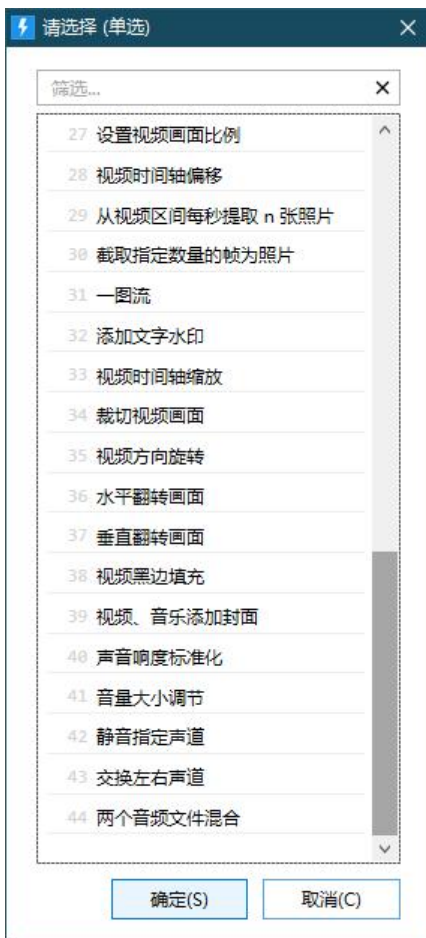 请选择 (单选)
筛选...
27 设置视频画面比例
28 视频时间轴偏移
29 从视频区间每秒提取 n 张照片
30 截取指定数量的帧为照片
31 一图流
32 添加文字水印
33 视频时间轴缩放
34 裁切视频画面
35 视频方向旋转
36 水平翻转画面
37 垂直翻转画面
38 视频黑边填充
39 视频、音乐添加封面
40 声音响度标准化
41 音量大小调节
42 静音指定声道
43 交换左右声道
44 两个音频文件混合
确定(S) 取消(C)